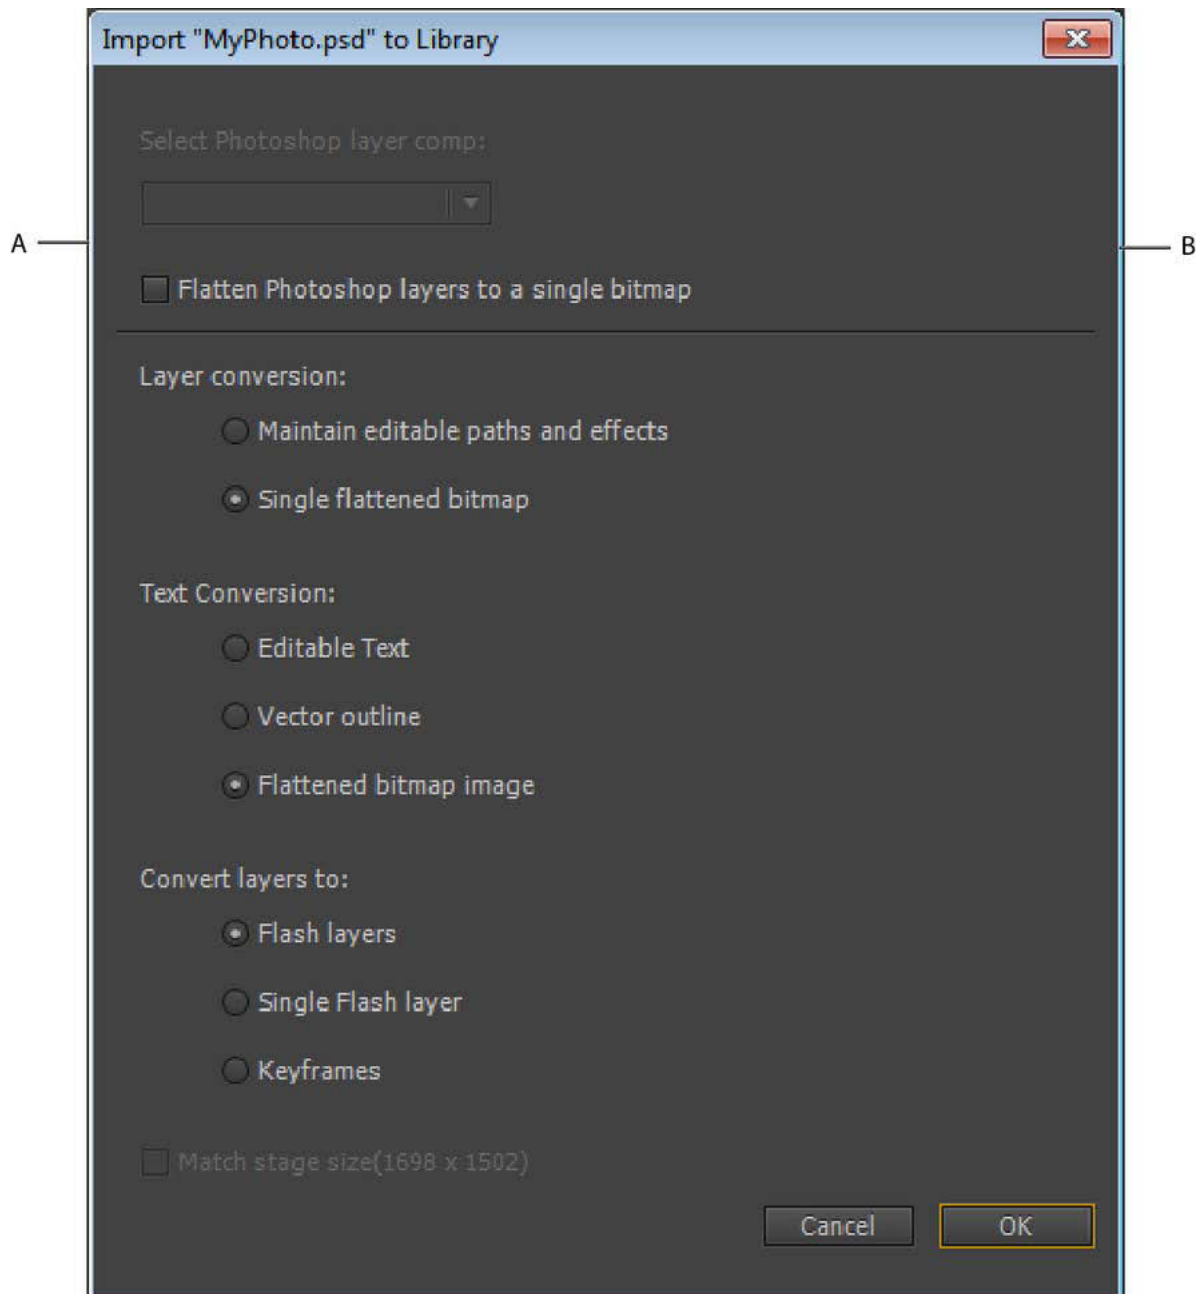 Import "MyPhoto.psd" to Library
Select Photoshop layer comp:
A
B
Flatten Photoshop layers to a single bitmap
Layer conversion:
Maintain editable paths and effects
Single flattened bitmap
Text Conversion:
Editable Text
Vector outline
Flattened bitmap image
Convert layers to:
Flash layers
Single Flash layer
Keyframes
Match stage size(1698 x 1502)
Cancel
OK